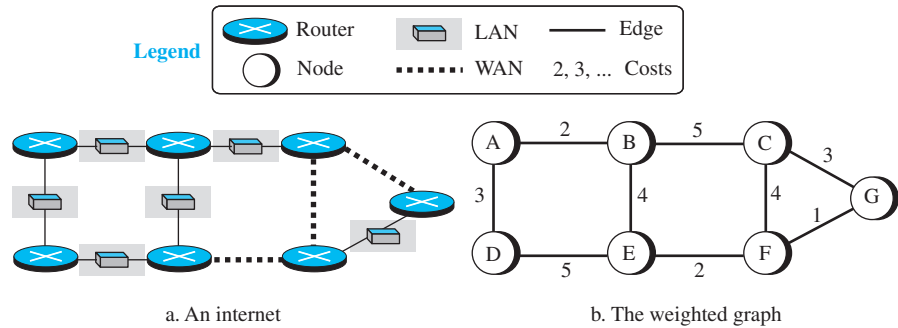 Legend
Router
LAN
Edge
Node
WAN
2, 3, ... Costs
A
2
B
5
C
3
3
4
4
G
1
D
5
E
2
F
a. An internet
b. The weighted graph